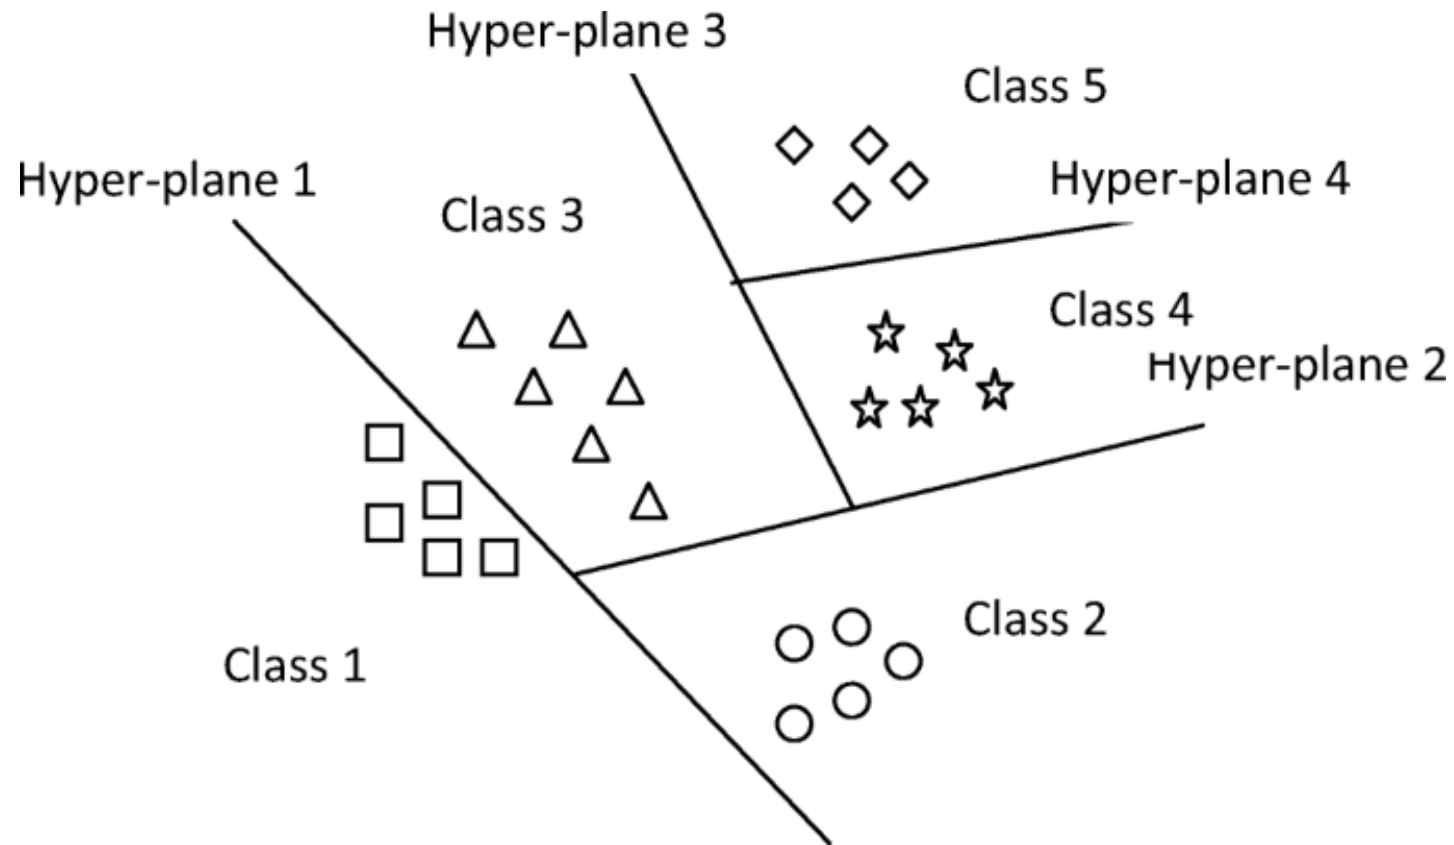 Hyper-plane 3
Class 5
Hyper-plane 1
Hyper-plane 4
Class 3
Class 4
Hyper-plane 2
Class 2
Class 1